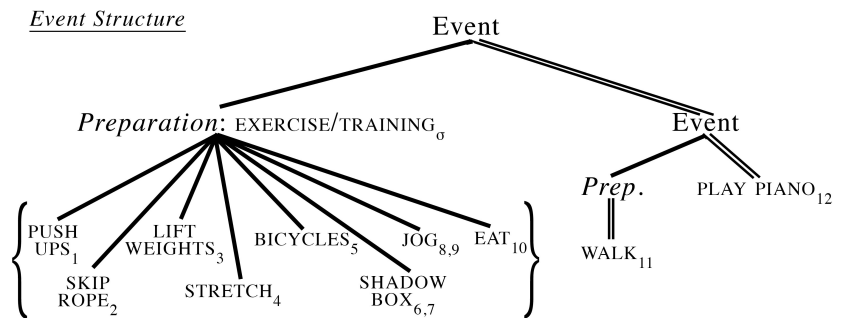 Event Structure
Event
Preparation: EXERCISE/TRAININGσ
Event
Prep.
PLAY PIANO12
PUSH
UPS1
LIFT
WEIGHTS3
BICYCLES5
JOG8,9
EAT10
WALK11
SKIP
ROPE2
STRETCH4
SHADOW
BOX6,7